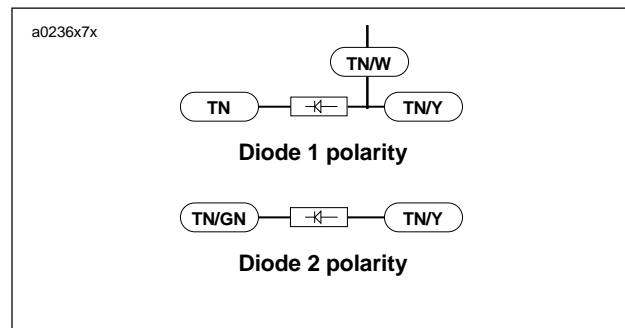 a0236x7x
TN/W
TN TN/Y
Diode 1 polarity
TN/GN TN/Y
Diode 2 polarity